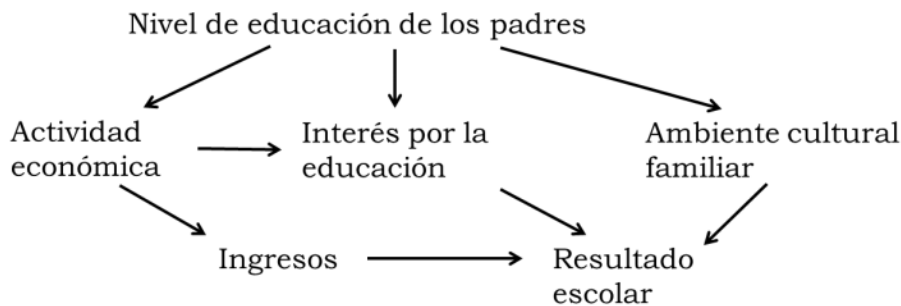 Nivel de educación de los padres
Actividad
económica
Interés por la
educación
Ambiente cultural
familiar
Ingresos
Resultado
escolar